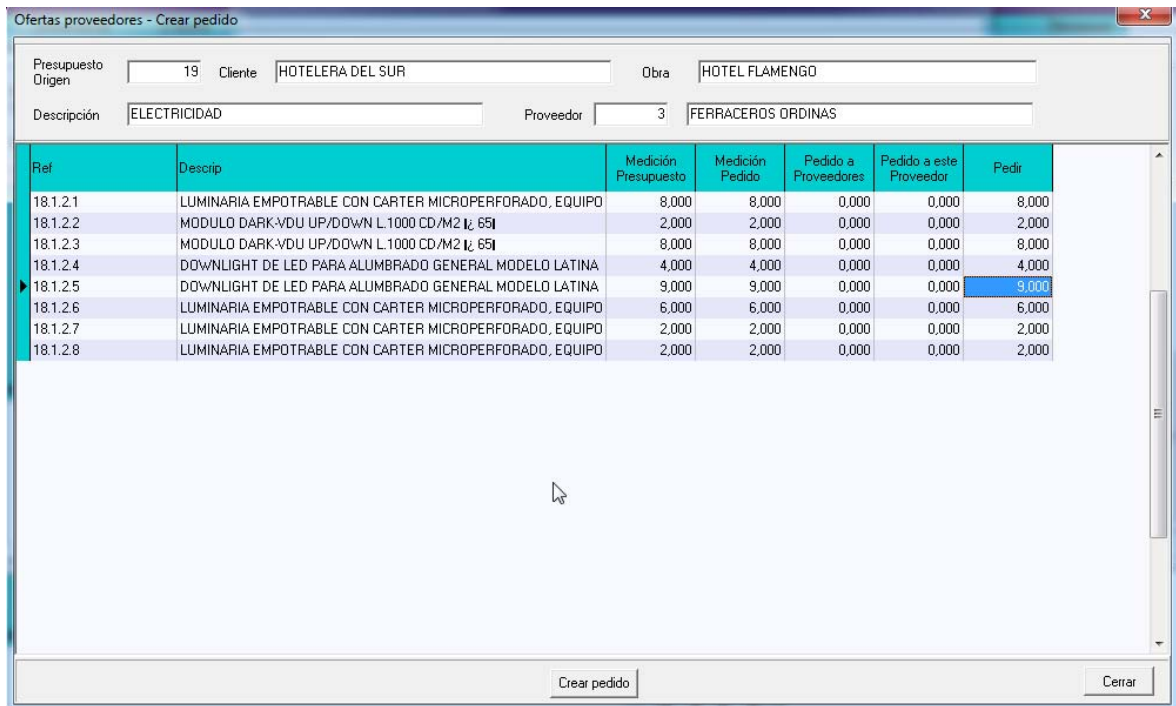 Ofertas proveedores - Crear pedido
Presupuesto Origen 19 Cliente HOTELERA DEL SUR Obra HOTEL FLAMENGO
Descripción ELECTRICIDAD Proveedor 3 FERRACEROS ORDINAS
Ref Descrip Medición Presupuesto Medición Pedido Pedido a Proveedores Pedido a este Proveedor Pedir
18.1.2.1 LUMINARIA EMPOTRABLE CON CARTER MICROPERFORADO, EQUIPO 8,000 8,000 0,000 0,000 8,000
18.1.2.2 MODULO DARK-VDU UP/DOWN L.1000 CD/M2 ¿ 65 2,000 2,000 0,000 0,000 2,000
18.1.2.3 MODULO DARK-VDU UP/DOWN L.1000 CD/M2 ¿ 65 8,000 8,000 0,000 0,000 8,000
18.1.2.4 DOWNLIGHT DE LED PARA ALUMBRADO GENERAL MODELO LATINA 4,000 4,000 0,000 0,000 4,000
18.1.2.5 DOWNLIGHT DE LED PARA ALUMBRADO GENERAL MODELO LATINA 9,000 9,000 0,000 0,000 9,000
18.1.2.6 LUMINARIA EMPOTRABLE CON CARTER MICROPERFORADO, EQUIPO 6,000 6,000 0,000 0,000 6,000
18.1.2.7 LUMINARIA EMPOTRABLE CON CARTER MICROPERFORADO, EQUIPO 2,000 2,000 0,000 0,000 2,000
18.1.2.8 LUMINARIA EMPOTRABLE CON CARTER MICROPERFORADO, EQUIPO 2,000 2,000 0,000 0,000 2,000
Crear pedido Cerrar